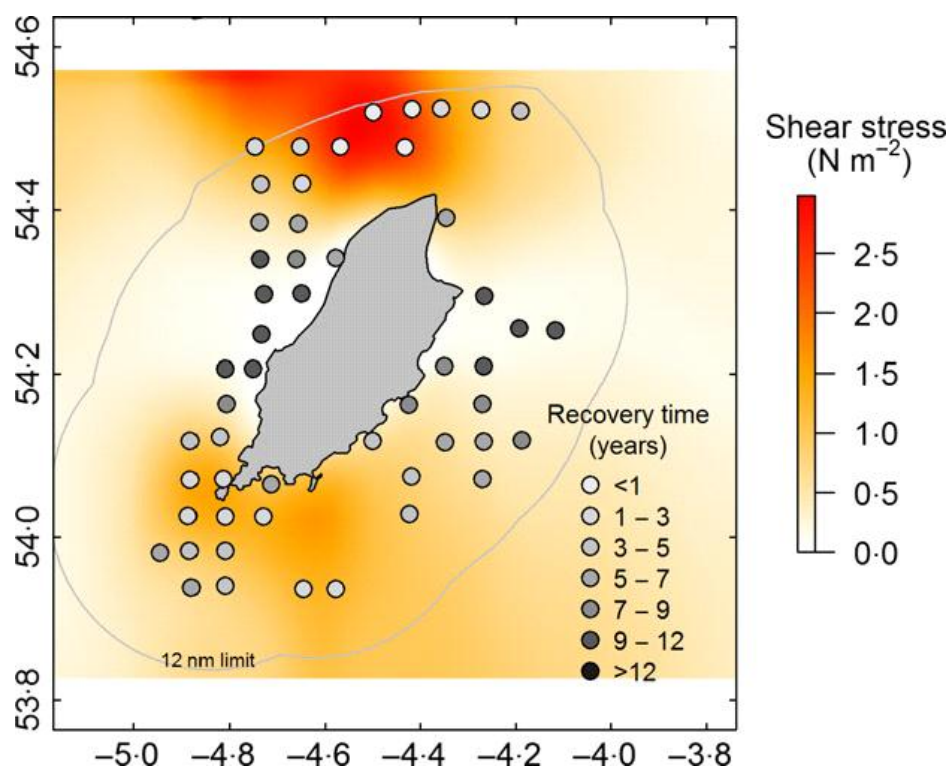 54·6
54·4
54·2
54·0
53·8
−5·0 −4·8 −4·6 −4·4 −4·2 −4·0 −3·8
12 nm limit
Recovery time
(years)
<1
1 – 3
3 – 5
5 – 7
7 – 9
9 – 12
>12
Shear stress
(N m⁻²)
2·5
2·0
1·5
1·0
0·5
0·0